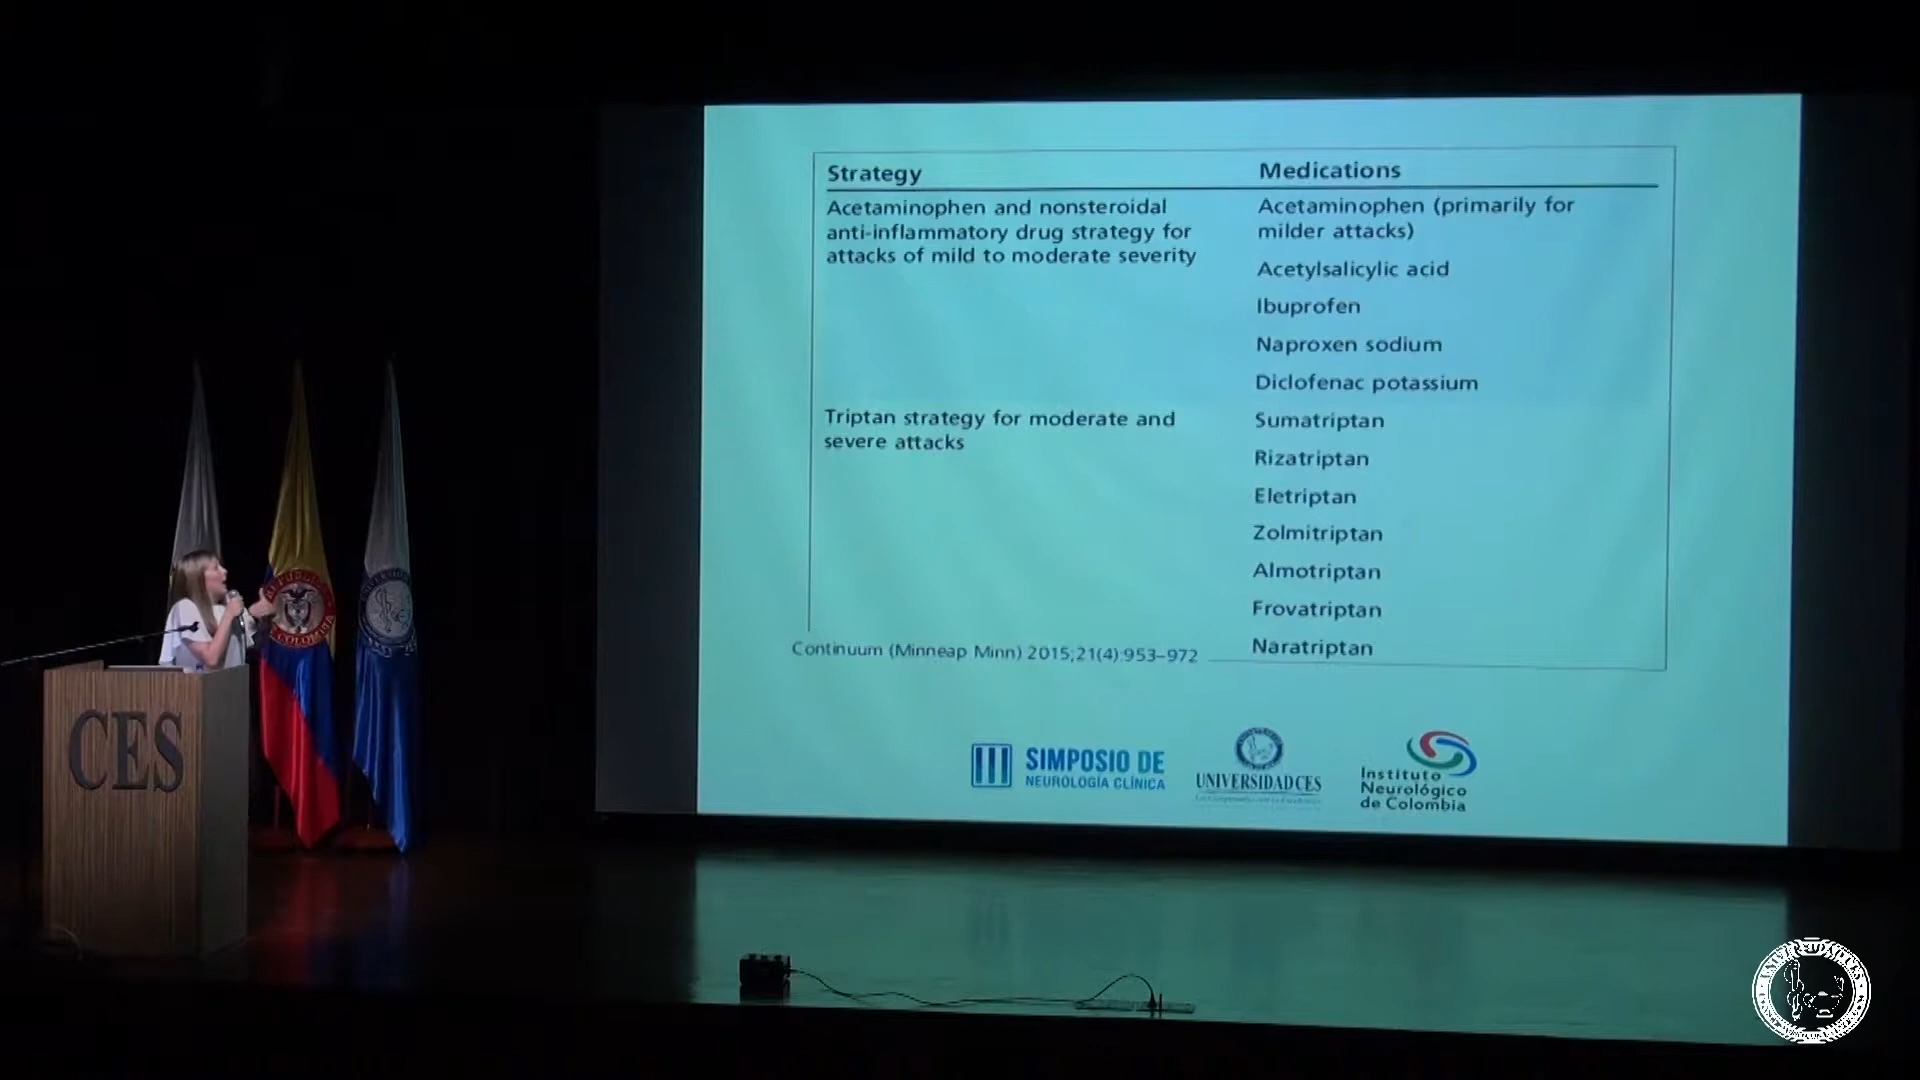 Strategy
Medications
Acetaminophen and nonsteroidal
anti-inflammatory drug strategy for
attacks of mild to moderate severity
Acetaminophen (primarily for
milder attacks)
Acetylsalicylic acid
Ibuprofen
Naproxen sodium
Diclofenac potassium
Triptan strategy for moderate and
severe attacks
Sumatriptan
Rizatriptan
Eletriptan
Zolmitriptan
Almotriptan
Frovatriptan
Naratriptan
Continuum (Minneap Minn) 2015;21(4):953–972
III SIMPOSIO DE
NEUROLOGÍA CLÍNICA
UNIVERSIDAD CES
Instituto
Neurológico
de Colombia
CES
COLOMBIA